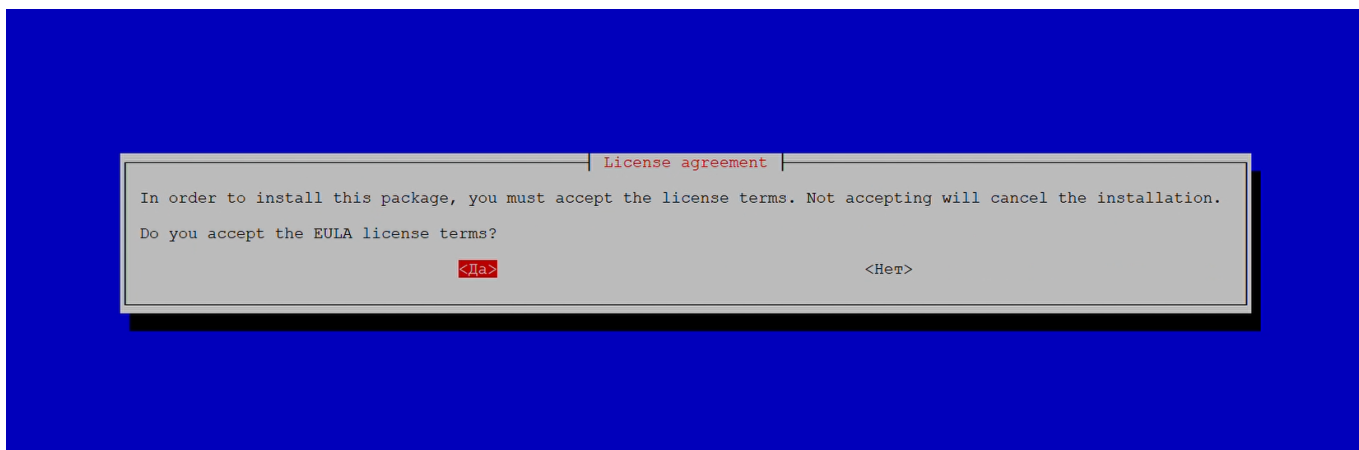 License agreement
In order to install this package, you must accept the license terms. Not accepting will cancel the installation.
Do you accept the EULA license terms?
<Да> <Нет>